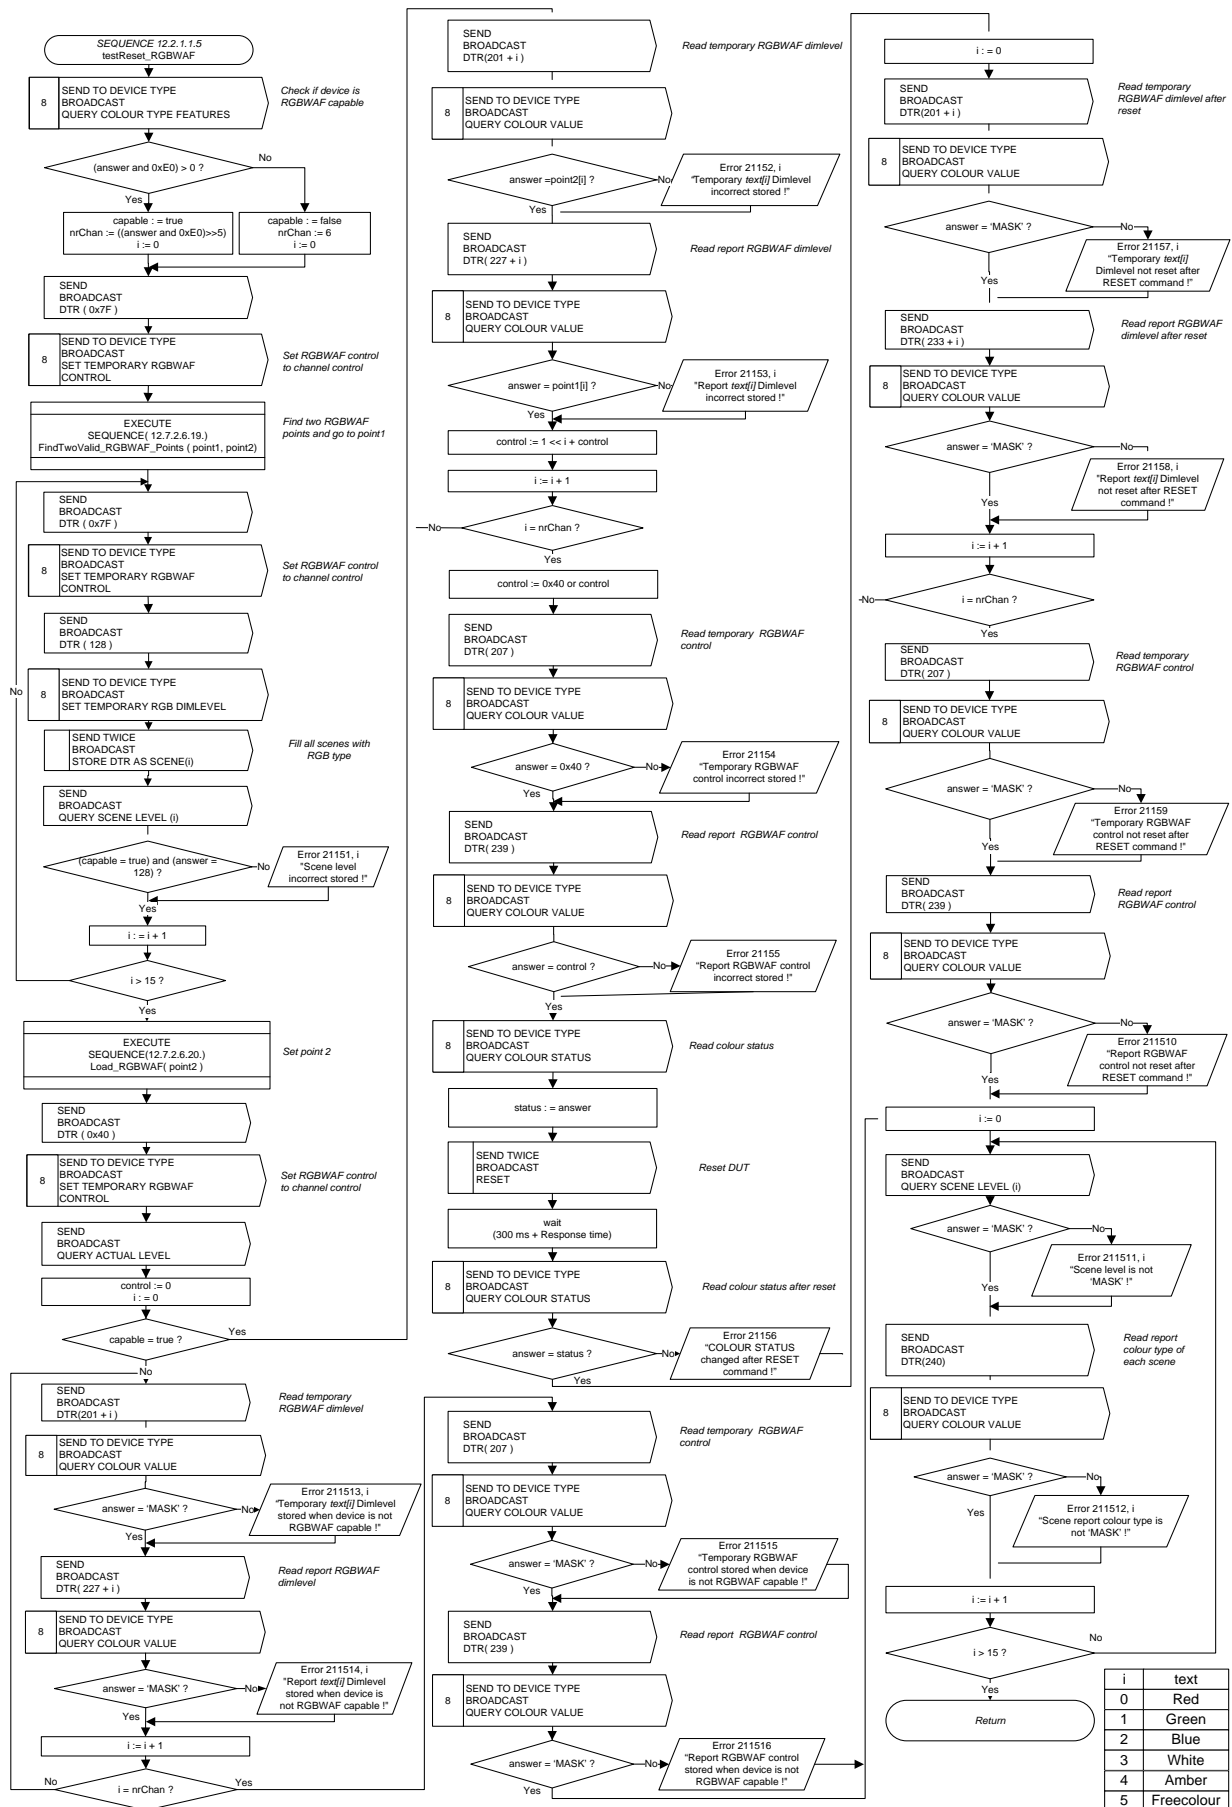 SEQUENCE 12.2.1.1.5
testReset_RGBWAF
8
SEND TO DEVICE TYPE
BROADCAST
QUERY COLOUR TYPE FEATURES
Check if device is
RGBWAF capable
(answer and 0xE0) > 0 ?
No
Yes
capable : = true
nrChan := ((answer and 0xE0)>>5)
i := 0
capable : = false
nrChan := 6
i := 0
SEND
BROADCAST
DTR ( 0x7F )
8
SEND TO DEVICE TYPE
BROADCAST
SET TEMPORARY RGBWAF
CONTROL
Set RGBWAF control
to channel control
EXECUTE
SEQUENCE( 12.7.2.6.19.)
FindTwoValid_RGBWAF_Points ( point1, point2)
Find two RGBWAF
points and go to point1
SEND
BROADCAST
DTR ( 0x7F )
8
SEND TO DEVICE TYPE
BROADCAST
SET TEMPORARY RGBWAF
CONTROL
Set RGBWAF control
to channel control
SEND
BROADCAST
DTR ( 128 )
No
8
SEND TO DEVICE TYPE
BROADCAST
SET TEMPORARY RGB DIMLEVEL
SEND TWICE
BROADCAST
STORE DTR AS SCENE(i)
Fill all scenes with
RGB type
SEND
BROADCAST
QUERY SCENE LEVEL (i)
(capable = true) and (answer =
128) ?
No
Error 21151, i
"Scene level
incorrect stored !"
Yes
i : = i + 1
i > 15 ?
Yes
EXECUTE
SEQUENCE(12.7.2.6.20.)
Load_RGBWAF( point2 )
Set point 2
SEND
BROADCAST
DTR ( 0x40 )
8
SEND TO DEVICE TYPE
BROADCAST
SET TEMPORARY RGBWAF
CONTROL
Set RGBWAF control
to channel control
SEND
BROADCAST
QUERY ACTUAL LEVEL
control := 0
i := 0
capable = true ?
Yes
No
SEND
BROADCAST
DTR(201 + i )
Read temporary
RGBWAF dimlevel
8
SEND TO DEVICE TYPE
BROADCAST
QUERY COLOUR VALUE
answer = 'MASK' ?
No
Error 211513, i
"Temporary text[i] Dimlevel
stored when device is not
RGBWAF capable !"
Yes
SEND
BROADCAST
DTR( 227 + i )
Read report RGBWAF
dimlevel
8
SEND TO DEVICE TYPE
BROADCAST
QUERY COLOUR VALUE
answer = 'MASK' ?
No
Error 211514, i
"Report text[i] Dimlevel
stored when device is
not RGBWAF capable !"
Yes
i := i + 1
No
i = nrChan ?
Yes
SEND
BROADCAST
DTR(201 + i )
Read temporary RGBWAF dimlevel
8
SEND TO DEVICE TYPE
BROADCAST
QUERY COLOUR VALUE
answer =point2[i] ?
No
Error 21152, i
"Temporary text[i] Dimlevel
incorrect stored !"
Yes
SEND
BROADCAST
DTR( 227 + i )
Read report RGBWAF dimlevel
8
SEND TO DEVICE TYPE
BROADCAST
QUERY COLOUR VALUE
answer = point1[i] ?
No
Error 21153, i
"Report text[i] Dimlevel
incorrect stored !"
Yes
control := 1 << i + control
i := i + 1
No
i = nrChan ?
Yes
control := 0x40 or control
SEND
BROADCAST
DTR( 207 )
Read temporary RGBWAF
control
8
SEND TO DEVICE TYPE
BROADCAST
QUERY COLOUR VALUE
answer = 0x40 ?
No
Error 21154
"Temporary RGBWAF
control incorrect stored !"
Yes
SEND
BROADCAST
DTR( 239 )
Read report RGBWAF control
8
SEND TO DEVICE TYPE
BROADCAST
QUERY COLOUR VALUE
answer = control ?
No
Error 21155
"Report RGBWAF control
incorrect stored !"
Yes
8
SEND TO DEVICE TYPE
BROADCAST
QUERY COLOUR STATUS
Read colour status
status : = answer
SEND TWICE
BROADCAST
RESET
Reset DUT
wait
(300 ms + Response time)
8
SEND TO DEVICE TYPE
BROADCAST
QUERY COLOUR STATUS
Read colour status after reset
answer = status ?
No
Error 21156
"COLOUR STATUS
changed after RESET
command !"
Yes
SEND
BROADCAST
DTR( 207 )
Read temporary RGBWAF
control
8
SEND TO DEVICE TYPE
BROADCAST
QUERY COLOUR VALUE
answer = 'MASK' ?
No
Error 211515
"Temporary RGBWAF
control stored when device
is not RGBWAF capable !"
Yes
SEND
BROADCAST
DTR( 239 )
Read report RGBWAF control
8
SEND TO DEVICE TYPE
BROADCAST
QUERY COLOUR VALUE
answer = 'MASK' ?
No
Error 211516
"Report RGBWAF control
stored when device is not
RGBWAF capable !"
Yes
i : = 0
SEND
BROADCAST
DTR(201 + i )
Read temporary
RGBWAF dimlevel after
reset
8
SEND TO DEVICE TYPE
BROADCAST
QUERY COLOUR VALUE
answer = 'MASK' ?
No
Error 21157, i
"Temporary text[i]
Dimlevel not reset after
RESET command !"
Yes
SEND
BROADCAST
DTR( 233 + i )
Read report RGBWAF
dimlevel after reset
8
SEND TO DEVICE TYPE
BROADCAST
QUERY COLOUR VALUE
answer = 'MASK' ?
No
Error 21158, i
"Report text[i] Dimlevel
not reset after RESET
command !"
Yes
i := i + 1
No
i = nrChan ?
Yes
SEND
BROADCAST
DTR( 207 )
Read temporary
RGBWAF control
8
SEND TO DEVICE TYPE
BROADCAST
QUERY COLOUR VALUE
answer = 'MASK' ?
No
Error 21159
"Temporary RGBWAF
control not reset after
RESET command !"
Yes
SEND
BROADCAST
DTR( 239 )
Read report
RGBWAF control
8
SEND TO DEVICE TYPE
BROADCAST
QUERY COLOUR VALUE
answer = 'MASK' ?
No
Error 211510
"Report RGBWAF
control not reset after
RESET command !"
Yes
i := 0
SEND
BROADCAST
QUERY SCENE LEVEL (i)
answer = 'MASK' ?
No
Error 211511, i
"Scene level is not
'MASK' !"
Yes
SEND
BROADCAST
DTR(240)
Read report
colour type of
each scene
8
SEND TO DEVICE TYPE
BROADCAST
QUERY COLOUR VALUE
answer = 'MASK' ?
No
Error 211512, i
"Scene report colour type is
not 'MASK' !"
Yes
i := i + 1
i > 15 ?
No
Yes
Return
i text
0 Red
1 Green
2 Blue
3 White
4 Amber
5 Freecolour